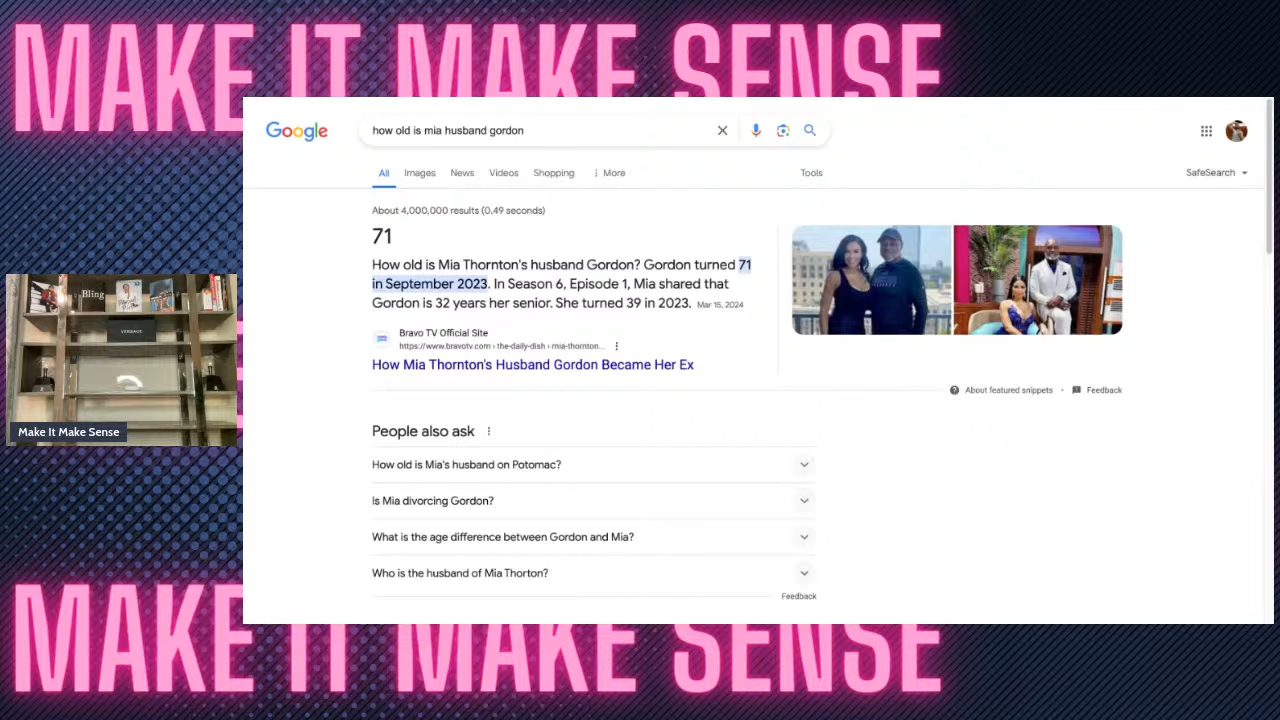 MAKE IT MAKE SENSE
Google
how old is mia husband gordon
All
Images
News
Videos
Shopping
More
Tools
SafeSearch
About 4,000,000 results (0.49 seconds)
71
How old is Mia Thornton's husband Gordon? Gordon turned 71
in September 2023. In Season 6, Episode 1, Mia shared that
Gordon is 32 years her senior. She turned 39 in 2023. Mar 15, 2024
Bravo TV Official Site
https://www.bravotv.com › the-daily-dish › mia-thornton...
How Mia Thornton's Husband Gordon Became Her Ex
About featured snippets • Feedback
People also ask
How old is Mia's husband on Potomac?
Is Mia divorcing Gordon?
What is the age difference between Gordon and Mia?
Who is the husband of Mia Thorton?
Feedback
Bling
VERSACE
Make It Make Sense
MAKE IT MAKE SENSE